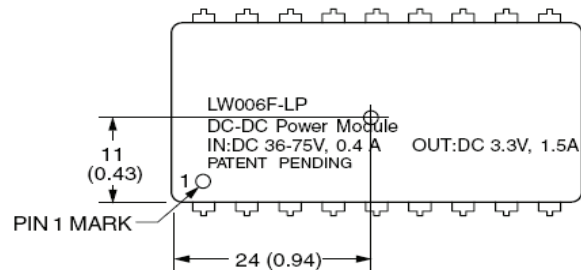 LW006F-LP
DC-DC Power Module
IN:DC 36-75V, 0.4 A OUT:DC 3.3V, 1.5A
PATENT PENDING
11
(0.43)
1
PIN 1 MARK
24 (0.94)